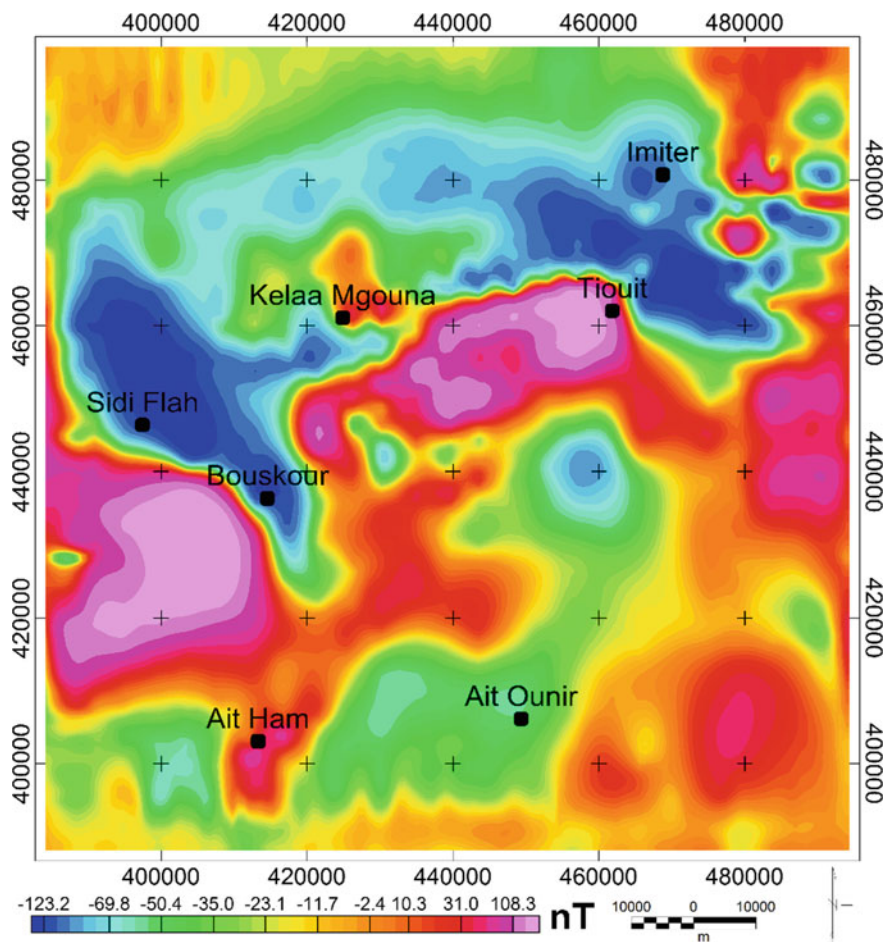 400000 420000 440000 460000 480000
480000 480000
Imiter
Kelaa Mgouna
Tiouit
460000 460000
Sidi Flah
440000 440000
Bouskour
420000 420000
Ait Ham
Ait Ounir
400000 400000
400000 420000 440000 460000 480000
-123.2 -69.8 -50.4 -35.0 -23.1 -11.7 -2.4 10.3 31.0 108.3 nT
10000 0 10000
m